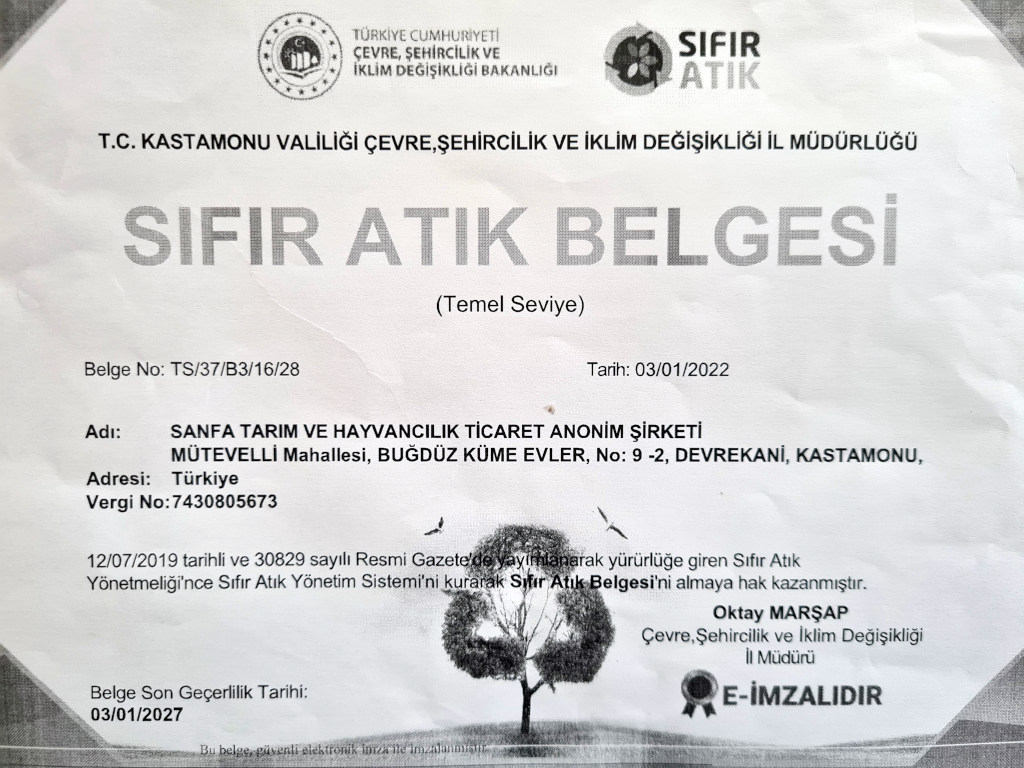 TÜRKİYE CUMHURİYETİ
ÇEVRE, ŞEHİRCİLİK VE
İKLİM DEĞİŞİKLİĞİ BAKANLIĞI
SIFIR
ATIK
T.C. KASTAMONU VALİLİĞİ ÇEVRE,ŞEHİRCİLİK VE İKLİM DEĞİŞİKLİĞİ İL MÜDÜRLÜĞÜ
SIFIR ATIK BELGESİ
(Temel Seviye)
Belge No: TS/37/B3/16/28 Tarih: 03/01/2022
Adı: SANFA TARIM VE HAYVANCILIK TİCARET ANONİM ŞİRKETİ
MÜTEVELLİ Mahallesi, BUĞDÜZ KÜME EVLER, No: 9 -2, DEVREKANİ, KASTAMONU,
Adresi: Türkiye
Vergi No:7430805673
12/07/2019 tarihli ve 30829 sayılı Resmi Gazete'de yayımlanarak yürürlüğe giren Sıfır Atık
Yönetmeliği'nce Sıfır Atık Yönetim Sistemi'ni kurarak Sıfır Atık Belgesi'ni almaya hak kazanmıştır.
Oktay MARŞAP
Çevre,Şehircilik ve İklim Değişikliği
İl Müdürü
E-İMZALIDIR
Belge Son Geçerlilik Tarihi:
03/01/2027
Bu belge, güvenli elektronik imza ile imzalanmıştır.